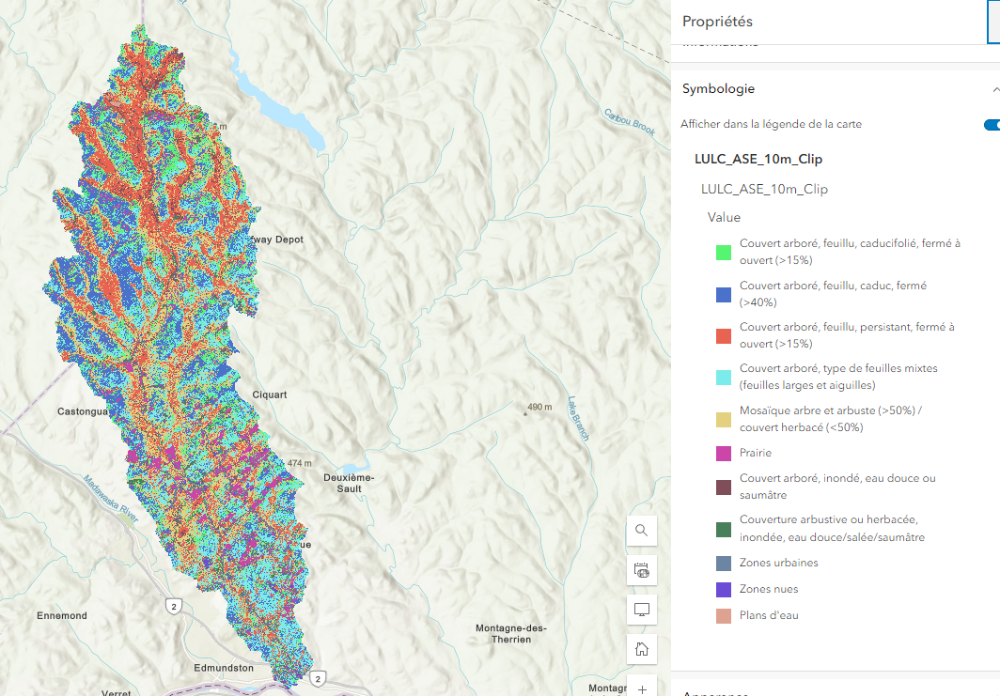 Propriétés
Symbologie
Afficher dans la légende de la carte
LULC_ASE_10m_Clip
LULC_ASE_10m_Clip
Value
Couvert arboré, feuillu, caducifolié, fermé à
ouvert (>15%)
Couvert arboré, feuillu, caduc, fermé
(>40%)
Couvert arboré, feuillu, persistant, fermé à
ouvert (>15%)
Couvert arboré, type de feuilles mixtes
(feuilles larges et aiguilles)
Mosaïque arbre et arbuste (>50%) /
couvert herbacé (<50%)
Prairie
Couvert arboré, inondé, eau douce ou
saumâtre
Couverture arbustive ou herbacée,
inondée, eau douce/salée/saumâtre
Zones urbaines
Zones nues
Plans d'eau
Caribou Brook
way Depot
Ciquart
Castongua
490 m
Lake Branch
474 m
Deuxième-
Sault
Madawaska River
ue
2
Ennemond
Montagne-des-
Therrien
Edmundston
2
Verret